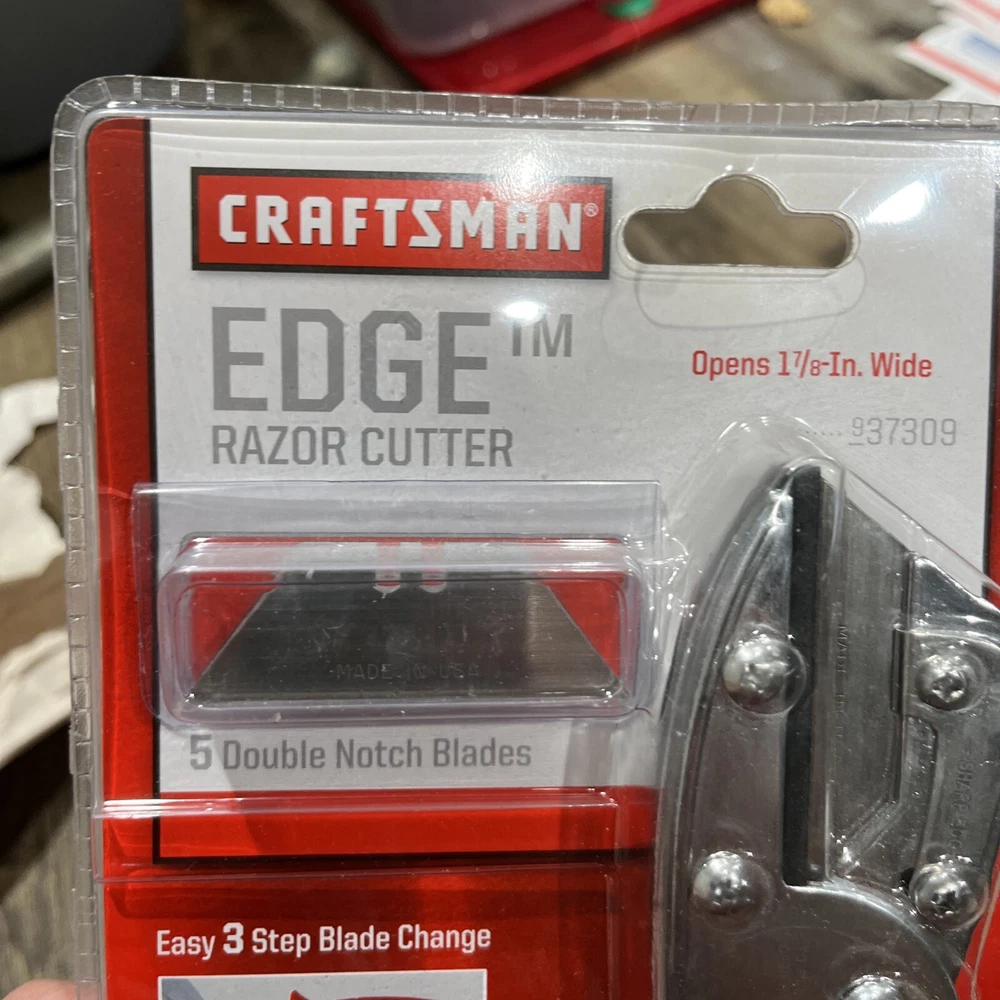 CRAFTSMAN®
EDGE™
RAZOR CUTTER
Opens 1⅞-In. Wide
937309
MADE IN USA
5 Double Notch Blades
Easy 3 Step Blade Change